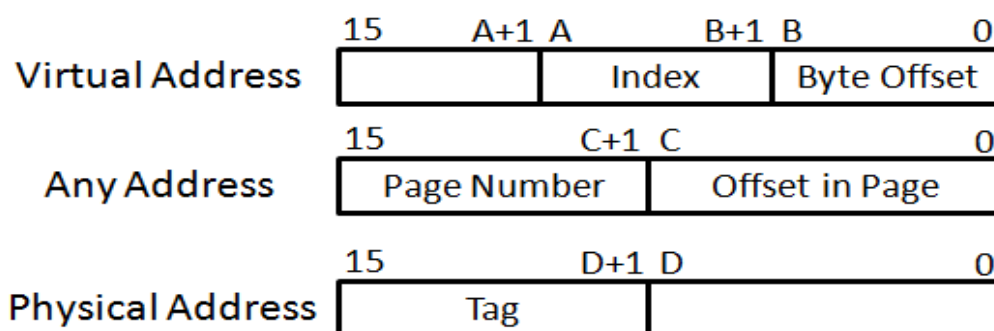 15 A+1 A B+1 B 0
Virtual Address Index Byte Offset
15 C+1 C 0
Any Address Page Number Offset in Page
15 D+1 D 0
Physical Address Tag